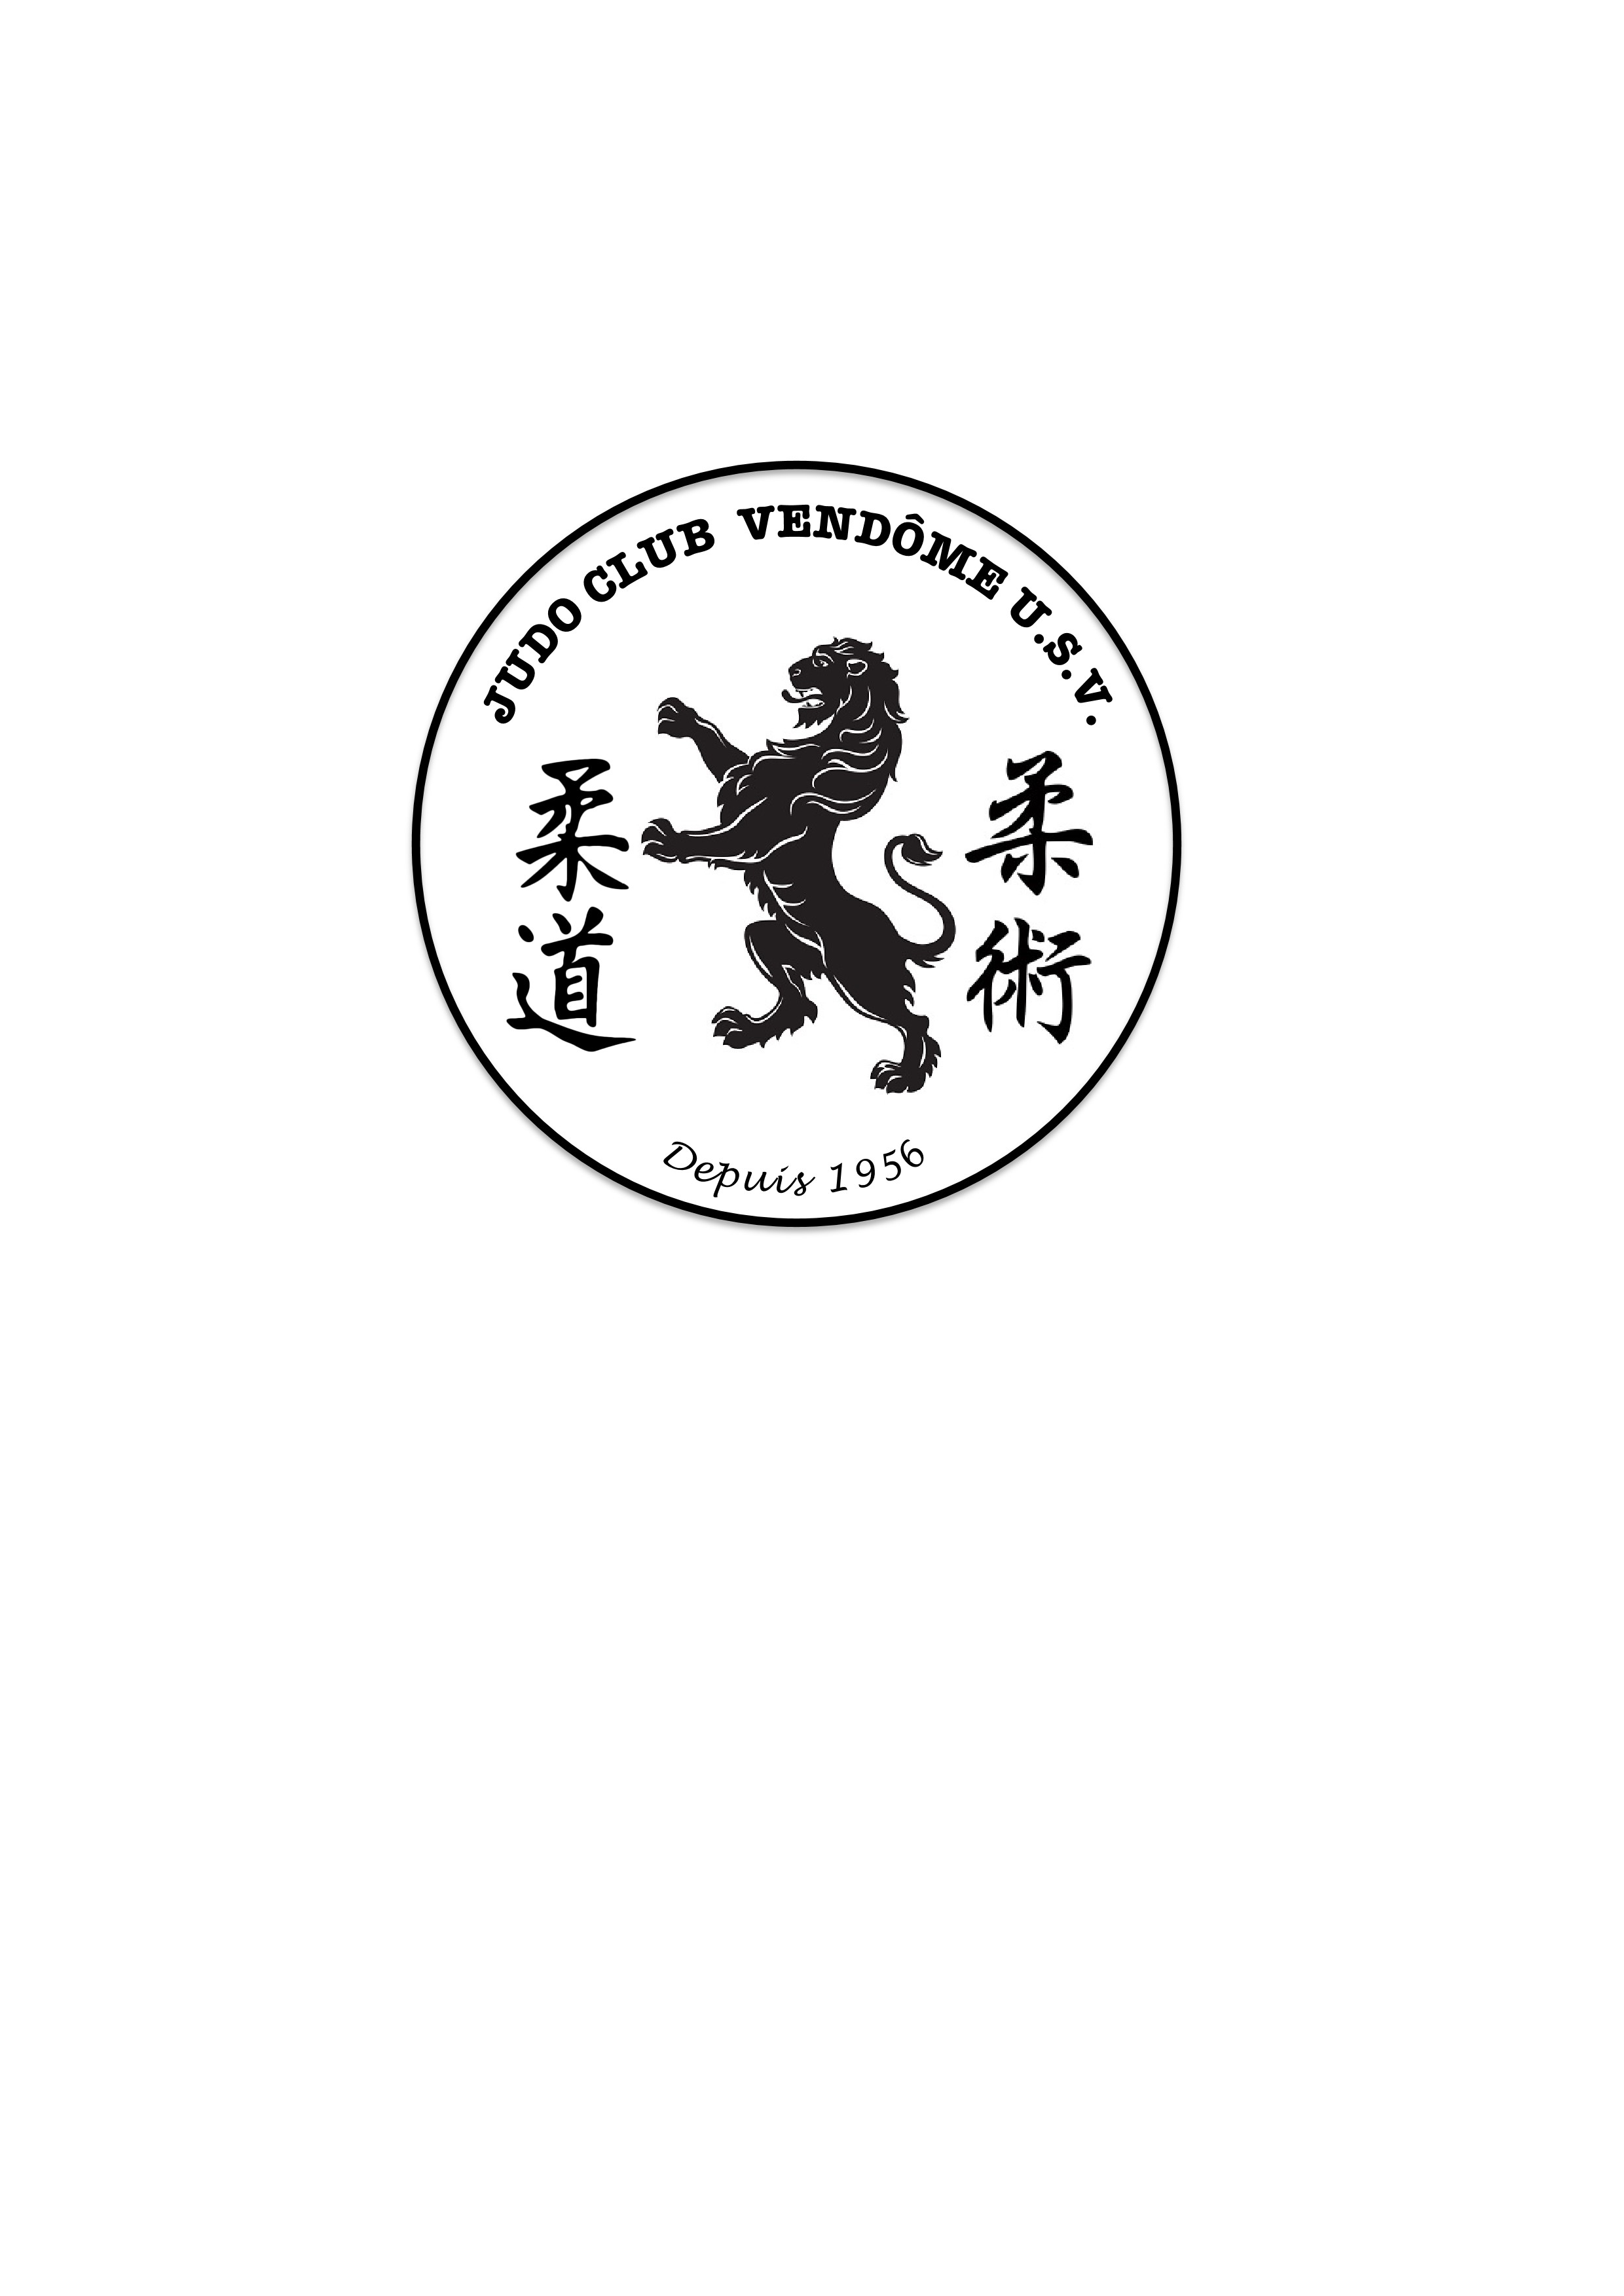 JUDO CLUB VENDÔME U.S.V.
柔道
柔術
Depuis 1956